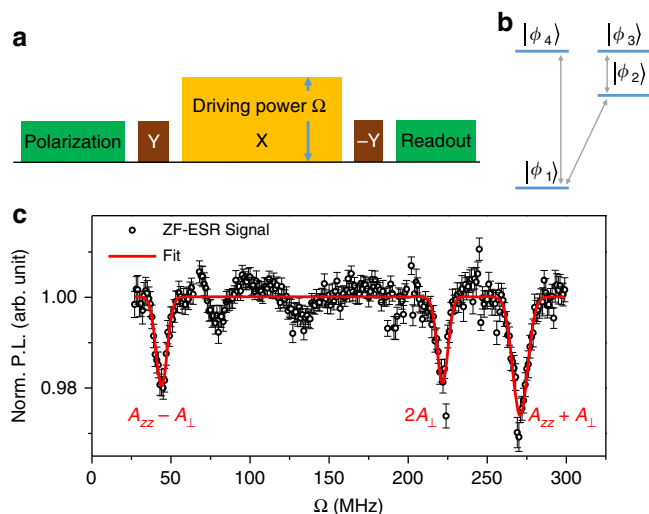 a
Driving power Ω
Polarization Y X –Y Readout
b
|ϕ4⟩ |ϕ3⟩
|ϕ2⟩
|ϕ1⟩
c
ZF-ESR Signal
Fit
Norm. P.L. (arb. unit)
1.00
0.98
Azz – A⊥ 2A⊥ Azz + A⊥
0 50 100 150 200 250 300
Ω (MHz)